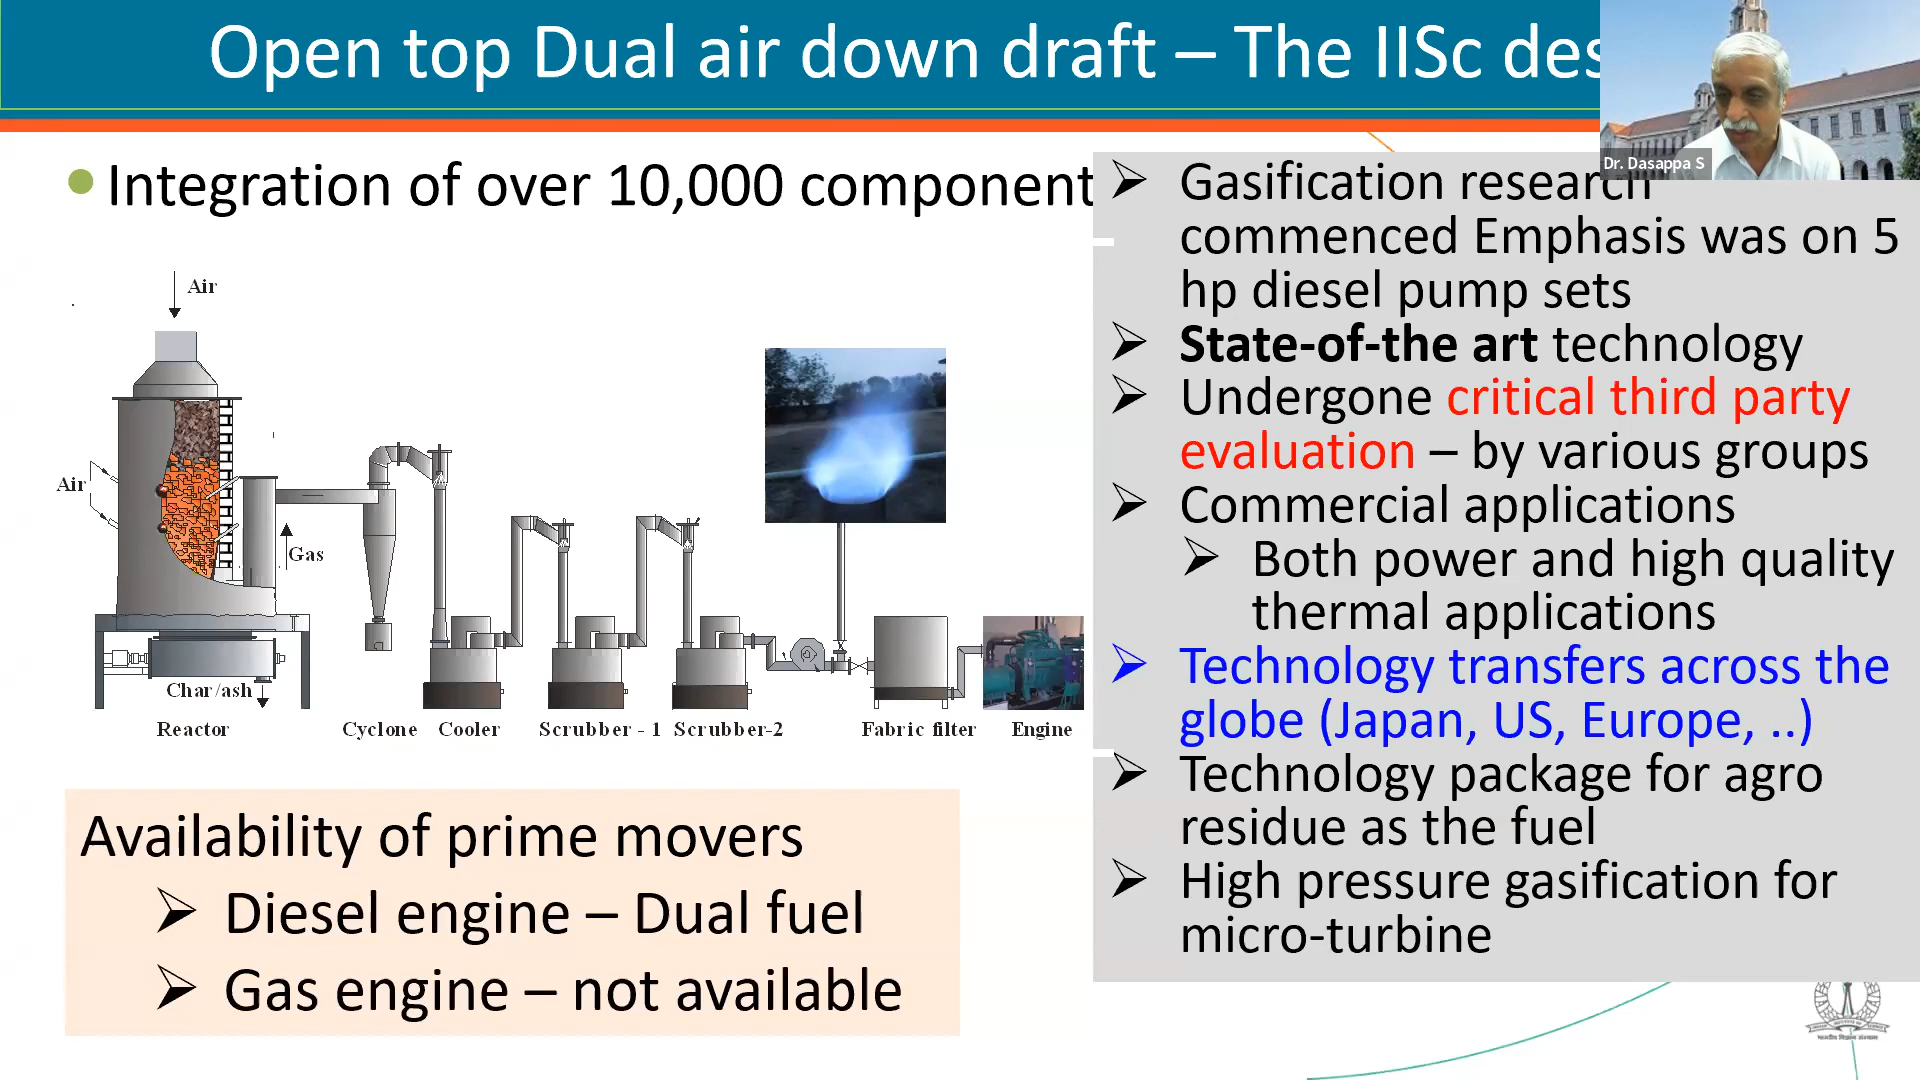 Open top Dual air down draft – The IISc des
Dr. Dasappa S
Integration of over 10,000 component
Air
Air
Gas
Char/ash
Reactor
Cyclone
Cooler
Scrubber - 1
Scrubber-2
Fabric filter
Engine
Availability of prime movers
Diesel engine – Dual fuel
Gas engine – not available
Gasification research
commenced Emphasis was on 5
hp diesel pump sets
State-of-the art technology
Undergone critical third party
evaluation – by various groups
Commercial applications
Both power and high quality
thermal applications
Technology transfers across the
globe (Japan, US, Europe, ..)
Technology package for agro
residue as the fuel
High pressure gasification for
micro-turbine